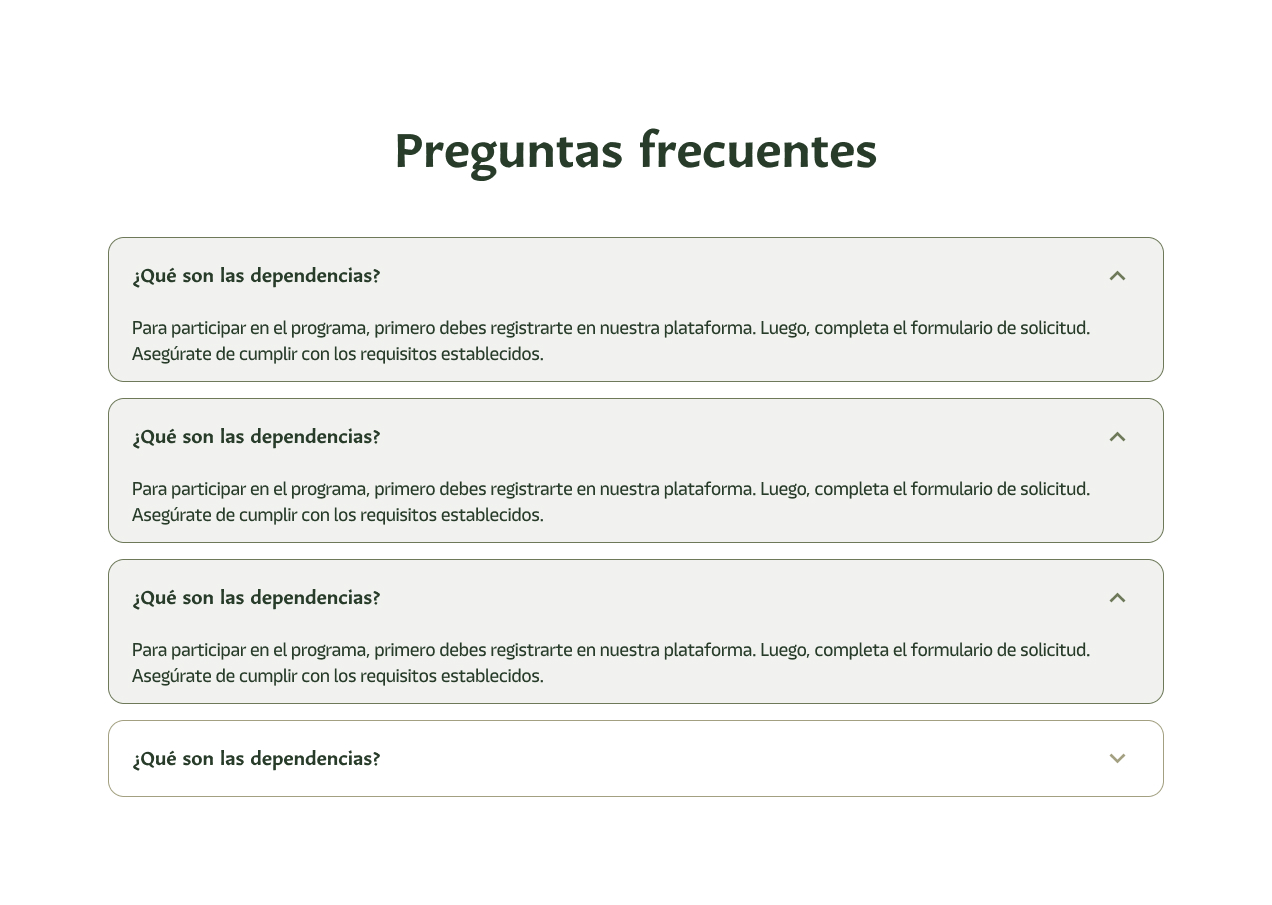 Preguntas frecuentes
¿Qué son las dependencias?
Para participar en el programa, primero debes registrarte en nuestra plataforma. Luego, completa el formulario de solicitud.
Asegúrate de cumplir con los requisitos establecidos.
¿Qué son las dependencias?
Para participar en el programa, primero debes registrarte en nuestra plataforma. Luego, completa el formulario de solicitud.
Asegúrate de cumplir con los requisitos establecidos.
¿Qué son las dependencias?
Para participar en el programa, primero debes registrarte en nuestra plataforma. Luego, completa el formulario de solicitud.
Asegúrate de cumplir con los requisitos establecidos.
¿Qué son las dependencias?